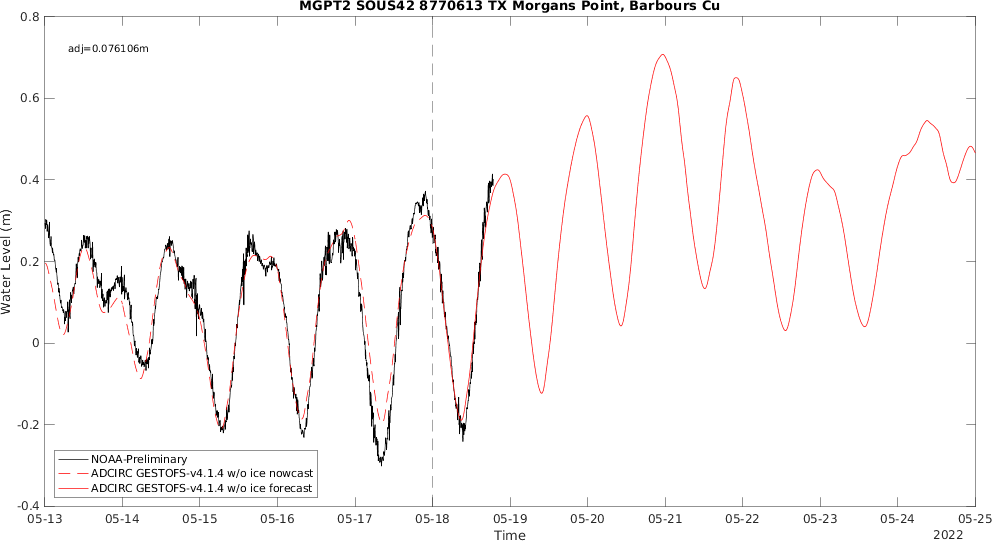 MGPT2 SOUS42 8770613 TX Morgans Point, Barbours Cu
adj=0.076106m
0.8
0.6
0.4
0.2
0
-0.2
-0.4
Water Level (m)
NOAA-Preliminary
ADCIRC GESTOFS-v4.1.4 w/o ice nowcast
ADCIRC GESTOFS-v4.1.4 w/o ice forecast
05-13 05-14 05-15 05-16 05-17 05-18 05-19 05-20 05-21 05-22 05-23 05-24 05-25
Time 2022